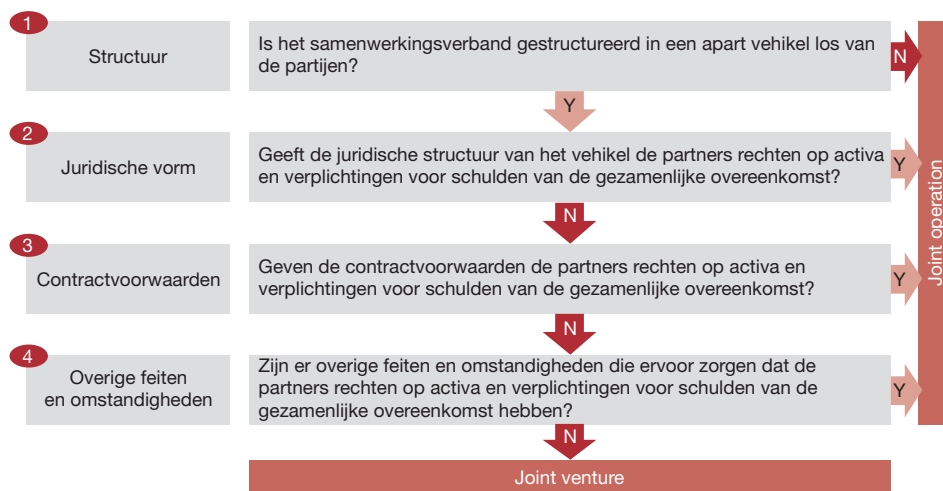 1
Structuur
Is het samenwerkingsverband gestructureerd in een apart vehikel los van
de partijen?
N
Y
2
Juridische vorm
Geeft de juridische structuur van het vehikel de partners rechten op activa
en verplichtingen voor schulden van de gezamenlijke overeenkomst?
Y
N
3
Contractvoorwaarden
Geven de contractvoorwaarden de partners rechten op activa en
verplichtingen voor schulden van de gezamenlijke overeenkomst?
Y
N
4
Overige feiten
en omstandigheden
Zijn er overige feiten en omstandigheden die ervoor zorgen dat de
partners rechten op activa en verplichtingen voor schulden van de
gezamenlijke overeenkomst hebben?
Y
N
Joint operation
Joint venture